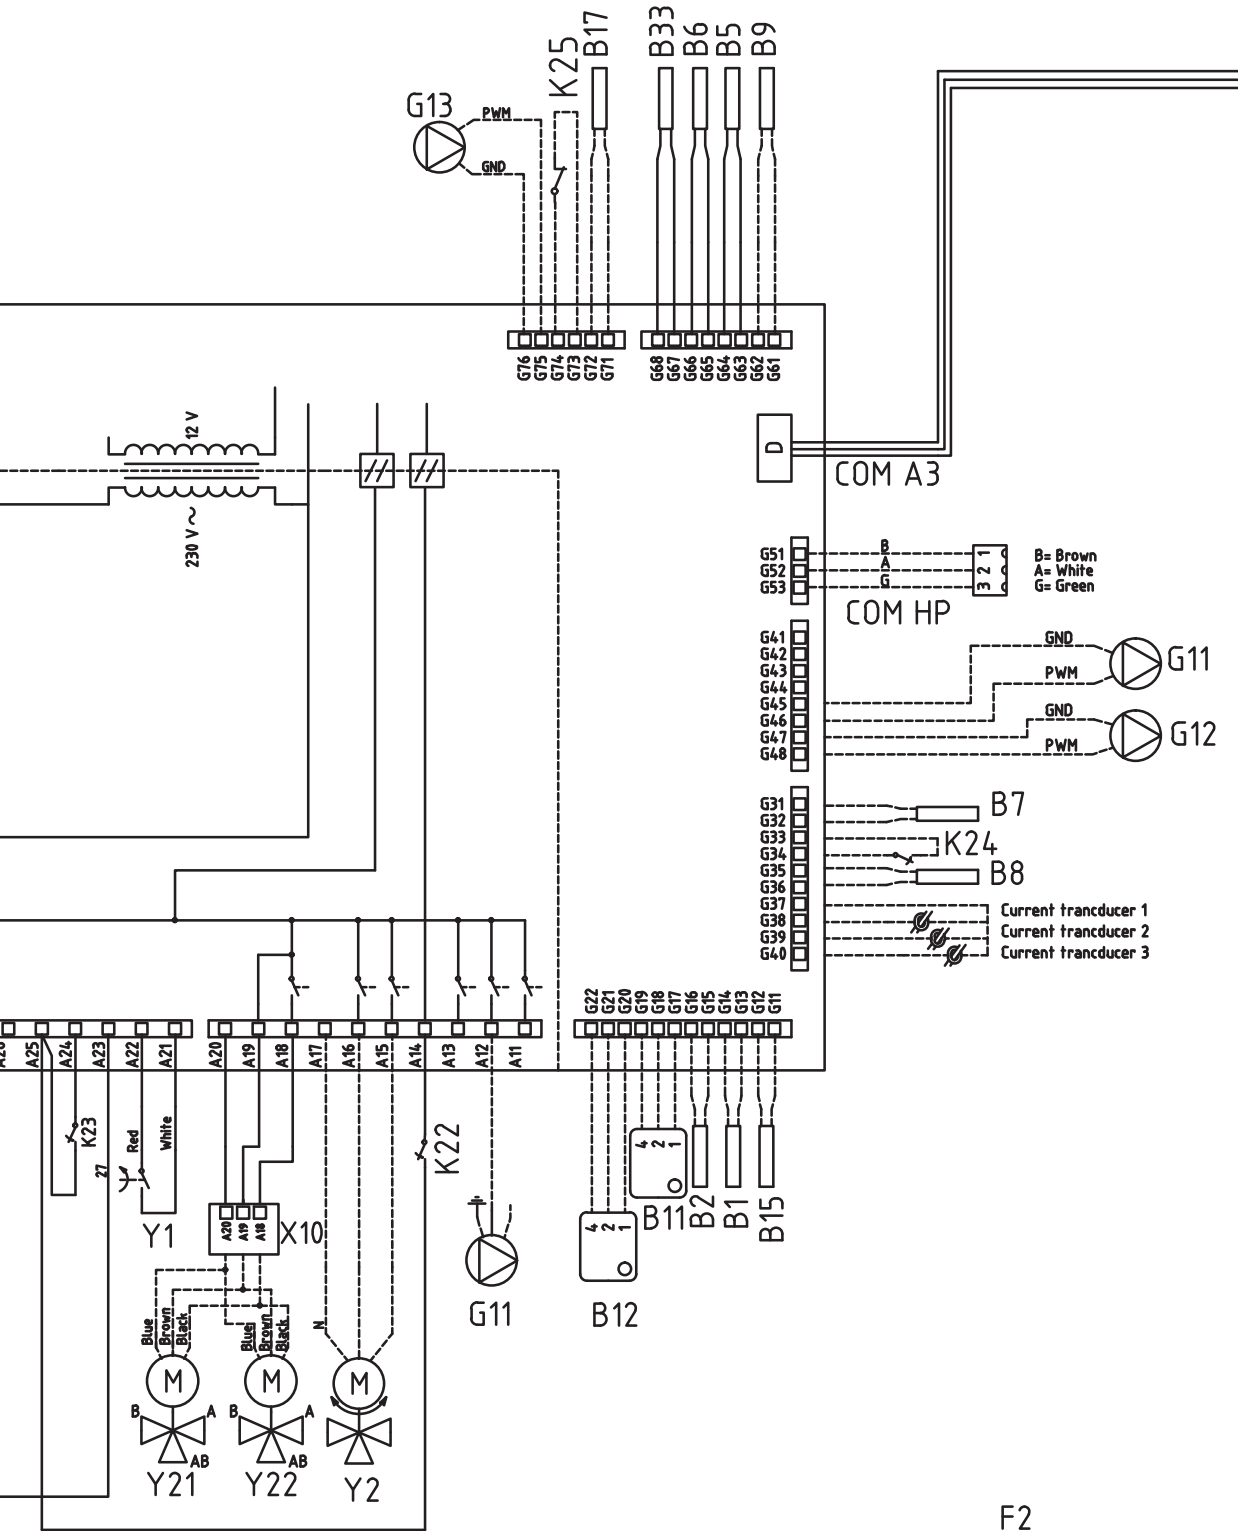 B17
B33
B6
B5
B9
K25
G13
PWM
GND
G76
G75
G74
G73
G72
G71
G68
G67
G66
G65
G64
G63
G62
G61
12 V
230 V ~
D
COM A3
G51
G52
G53
B
A
G
1
2
3
B= Brown
A= White
G= Green
COM HP
G41
G42
G43
G44
G45
G46
G47
G48
GND
PWM
G11
GND
PWM
G12
G31
G32
G33
G34
G35
G36
G37
G38
G39
G40
B7
K24
B8
Current trancducer 1
Current trancducer 2
Current trancducer 3
G22
G21
G20
G19
G18
G17
G16
G15
G14
G13
G12
G11
A26
A25
A24
A23
A22
A21
A20
A19
A18
A17
A16
A15
A14
A13
A12
A11
K23
27
Red
White
Y1
A20
A19
A18
X10
K22
G11
4
2
1
B12
4
2
1
B11
B2
B1
B15
Blue
Brown
Black
Blue
Brown
Black
N
M
M
M
B
A
AB
B
A
AB
Y21
Y22
Y2
F2